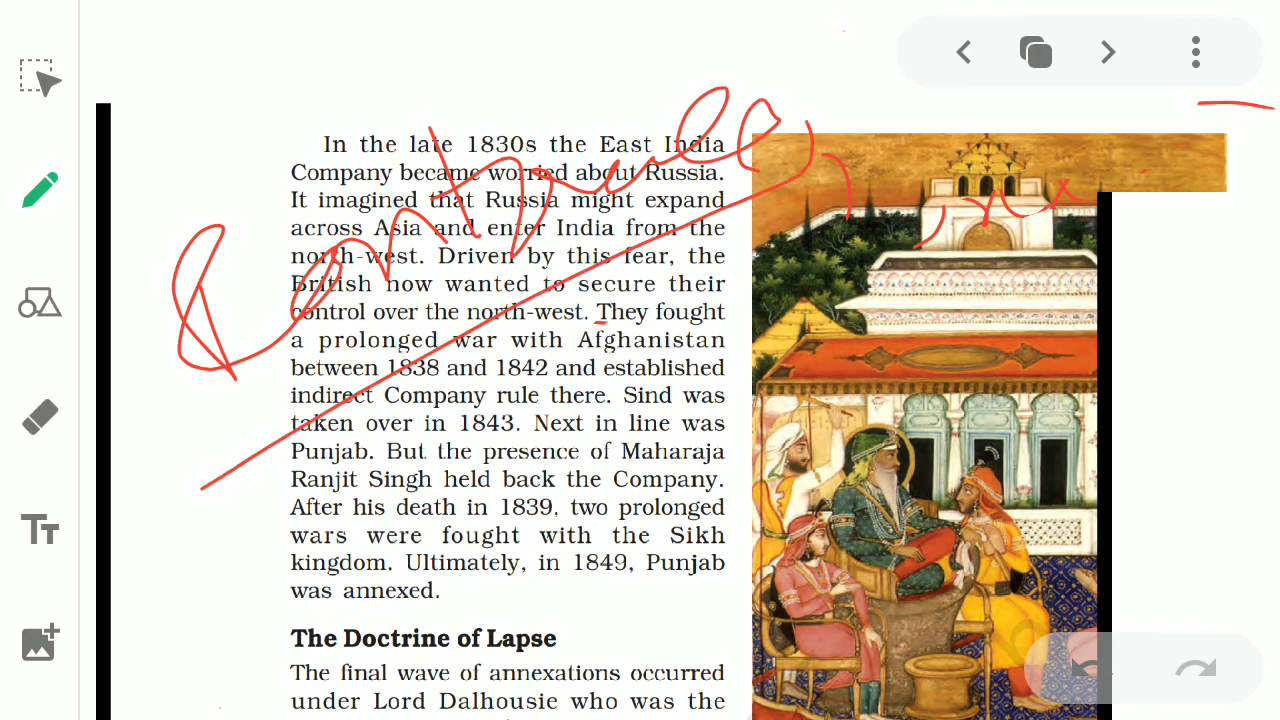 In the late 1830s the East India
Company became worried about Russia.
It imagined that Russia might expand
across Asia and enter India from the
north-west. Driven by this fear, the
British now wanted to secure their
control over the north-west. They fought
a prolonged war with Afghanistan
between 1838 and 1842 and established
indirect Company rule there. Sind was
taken over in 1843. Next in line was
Punjab. But the presence of Maharaja
Ranjit Singh held back the Company.
After his death in 1839, two prolonged
wars were fought with the Sikh
kingdom. Ultimately, in 1849, Punjab
was annexed.
The Doctrine of Lapse
The final wave of annexations occurred
under Lord Dalhousie who was the